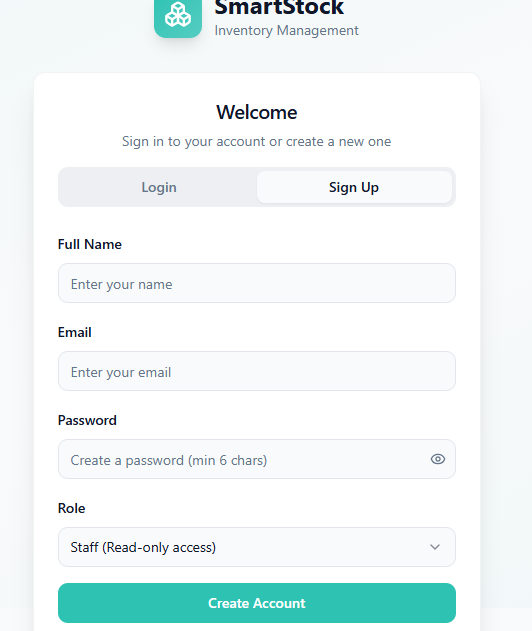 SmartStock
Inventory Management
Welcome
Sign in to your account or create a new one
Login
Sign Up
Full Name
Enter your name
Email
Enter your email
Password
Create a password (min 6 chars)
Role
Staff (Read-only access)
Create Account